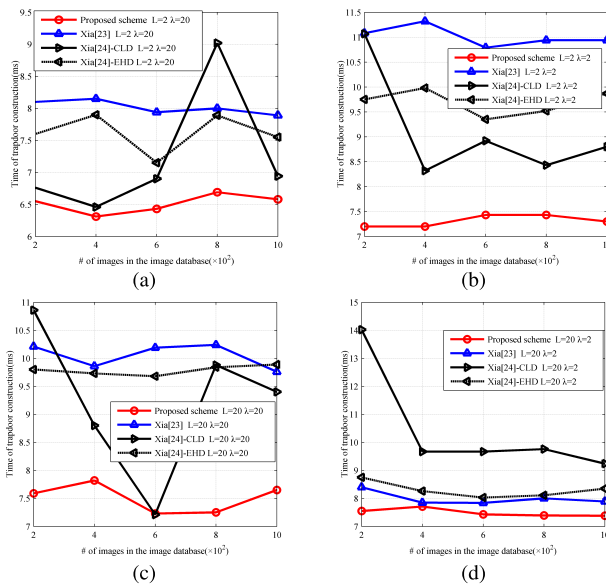 Proposed scheme L=2 λ=20
Xia[23] L=2 λ=20
Xia[24]-CLD L=2 λ=20
Xia[24]-EHD L=2 λ=20
9.5
9
8.5
8
7.5
7
6.5
6
Time of trapdoor construction(ms)
2 4 6 8 10
# of images in the image database(×10²)
(a)
Proposed scheme L=2 λ=2
Xia[23] L=2 λ=2
Xia[24]-CLD L=2 λ=2
Xia[24]-EHD L=2 λ=2
11.5
11
10.5
10
9.5
9
8.5
8
7.5
7
Time of trapdoor construction(ms)
2 4 6 8 10
# of images in the image database(×10²)
(b)
Proposed scheme L=20 λ=20
Xia[23] L=20 λ=20
Xia[24]-CLD L=20 λ=20
Xia[24]-EHD L=20 λ=20
11
10.5
10
9.5
9
8.5
8
7.5
7
Time of trapdoor construction(ms)
2 4 6 8 10
# of images in the image database(×10²)
(c)
Proposed scheme L=20 λ=2
Xia[23] L=20 λ=2
Xia[24]-CLD L=20 λ=2
Xia[24]-EHD L=20 λ=2
15
14
13
12
11
10
9
8
7
Time of trapdoor construction(ms)
2 4 6 8 10
# of images in the image database(×10²)
(d)